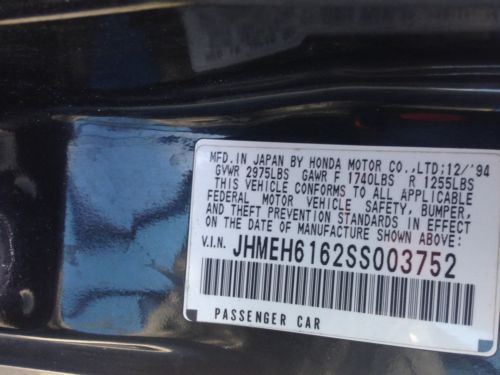 MFD.IN JAPAN BY HONDA MOTOR CO.,LTD;12/'94
GVWR 2975LBS GAWR F 1740LBS R 1255LBS
THIS VEHICLE CONFORMS TO ALL APPLICABLE
FEDERAL MOTOR VEHICLE SAFETY, BUMPER,
AND THEFT PREVENTION STANDARDS IN EFFECT
ON THE DATE OF MANUFACTURE SHOWN ABOVE:
V.I.N. JHMEH6162SS003752
PASSENGER CAR